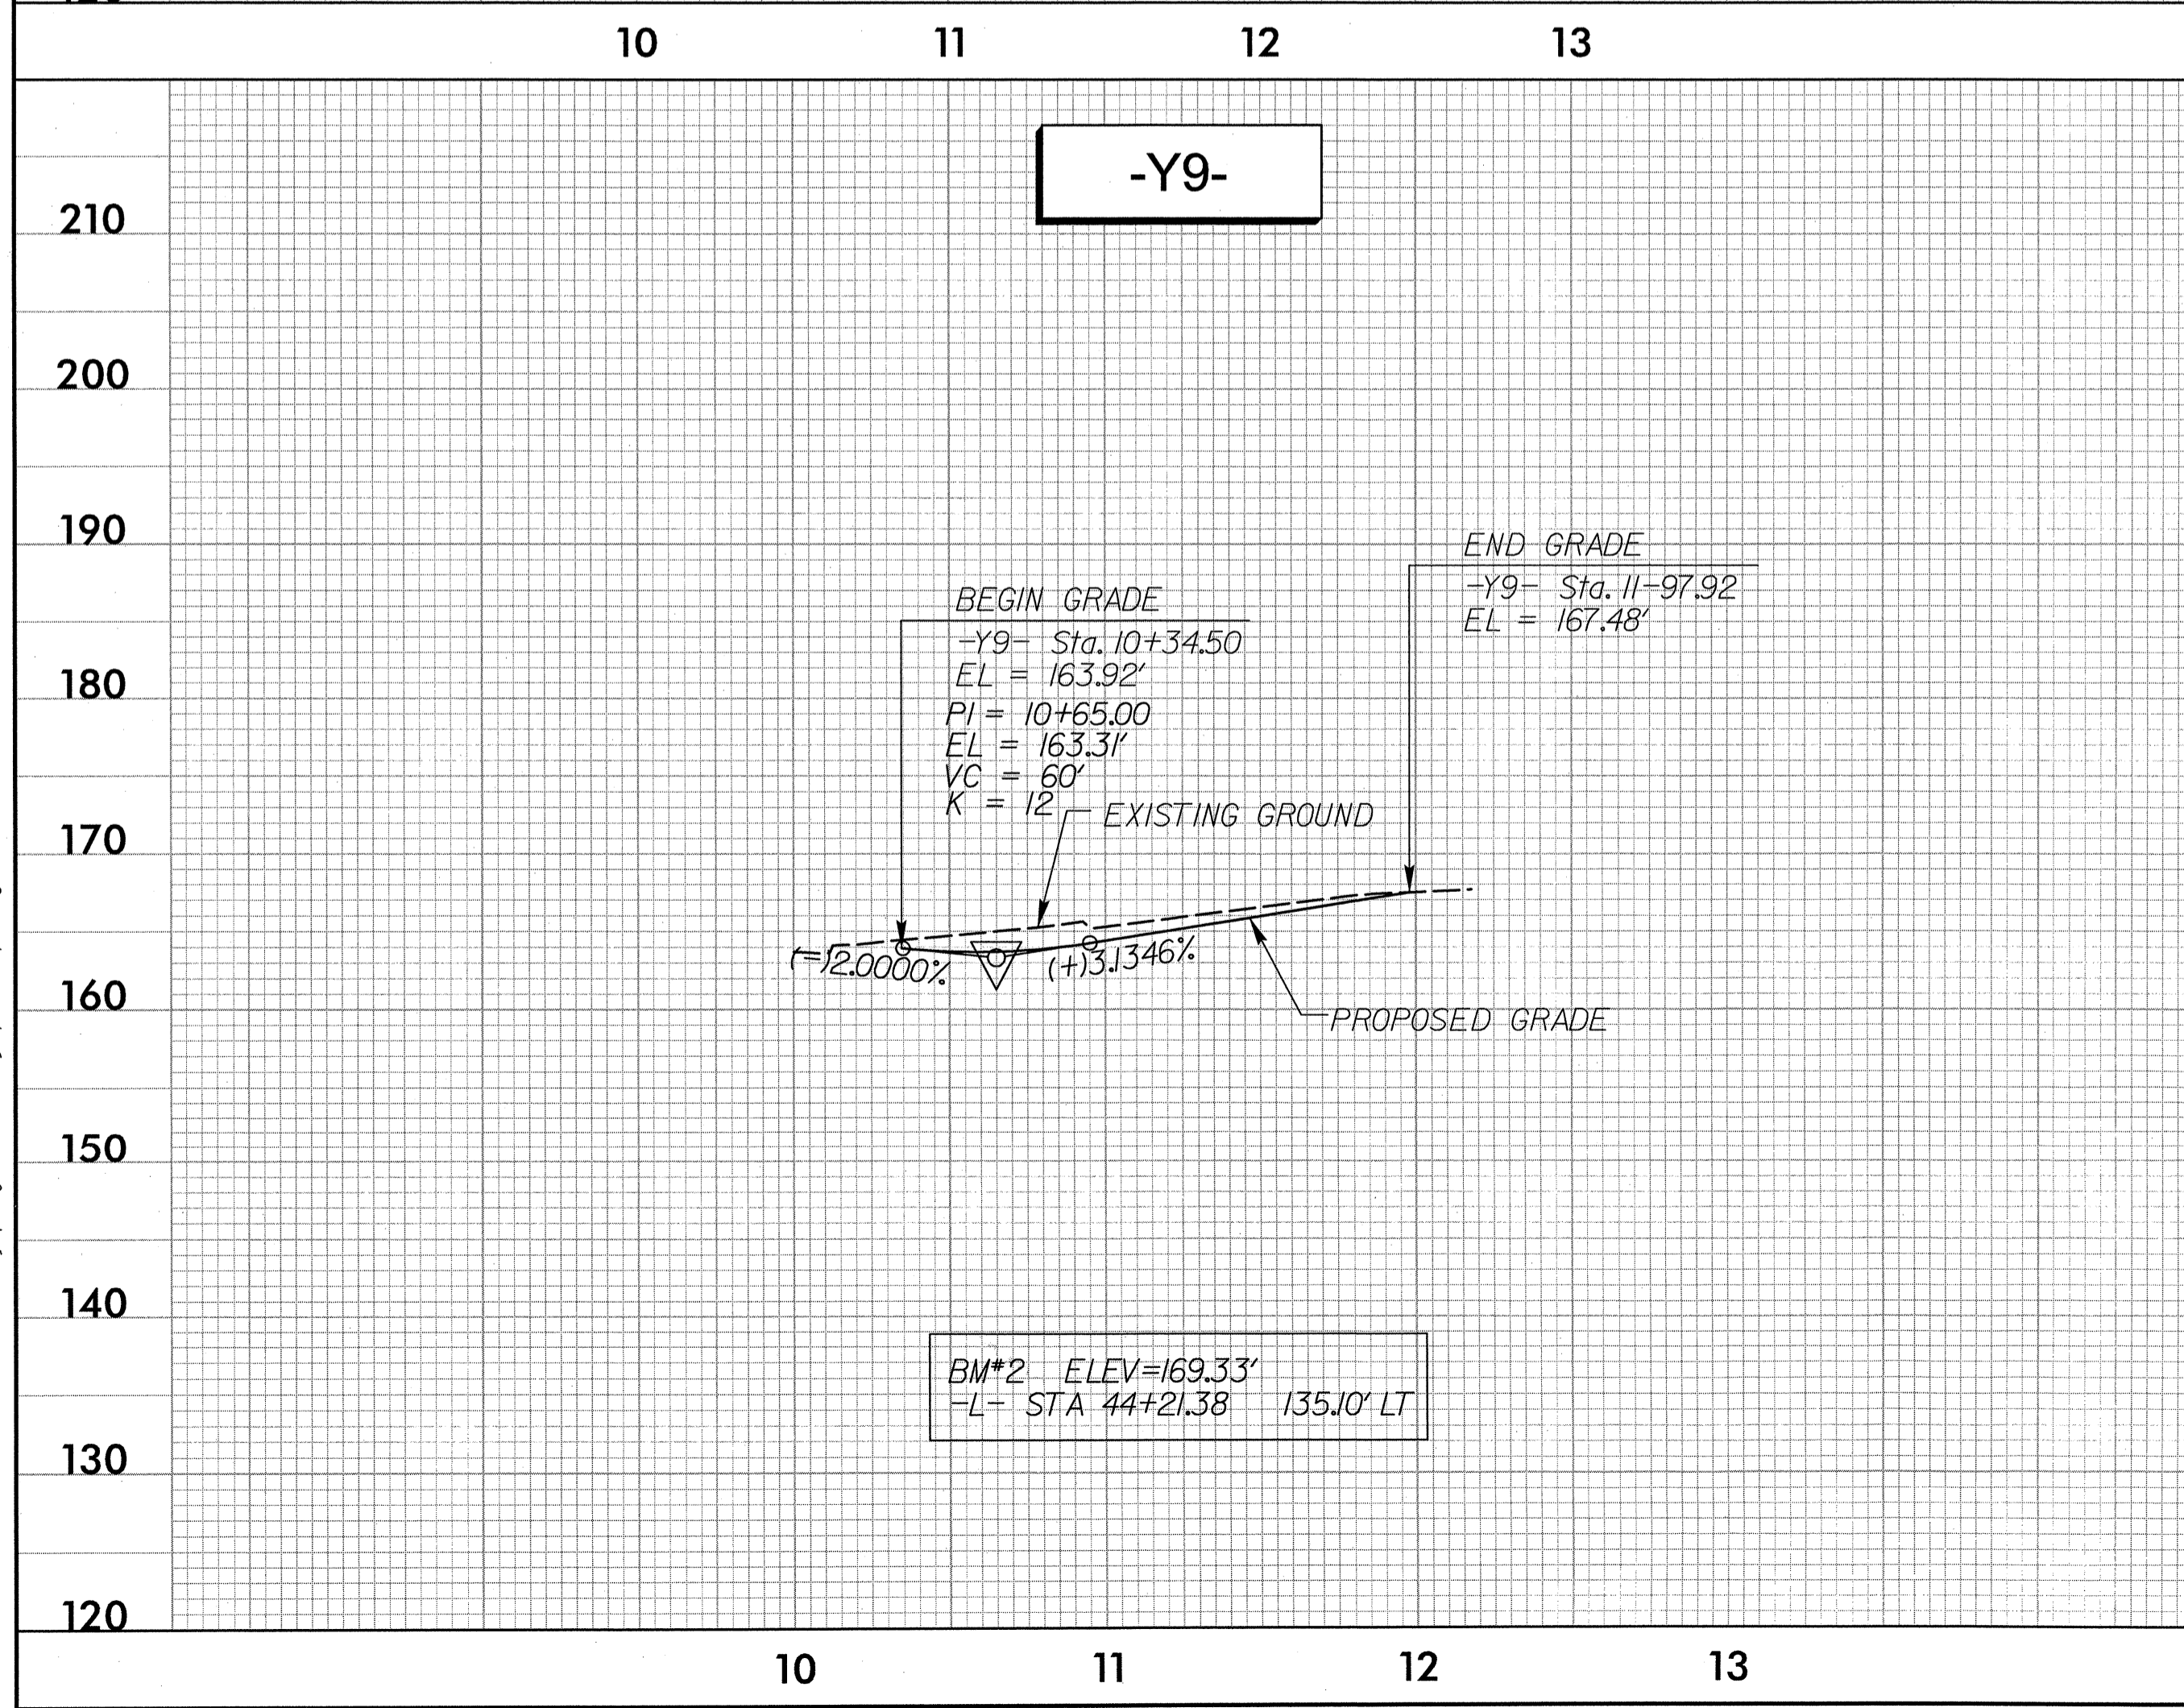 10 11 12 13
-Y9-
210
200
190
180
170
160
150
140
130
120
END GRADE
-Y9- Sta. 11-97.92
EL = 167.48'
BEGIN GRADE
-Y9- Sta. 10+34.50
EL = 163.92'
PI = 10+65.00
EL = 163.31'
VC = 60'
K = 12
EXISTING GROUND
(-)2.0000%
(+)3.1346%
PROPOSED GRADE
BM#2 ELEV=169.33'
-L- STA 44+21.38 135.10' LT
10 11 12 13